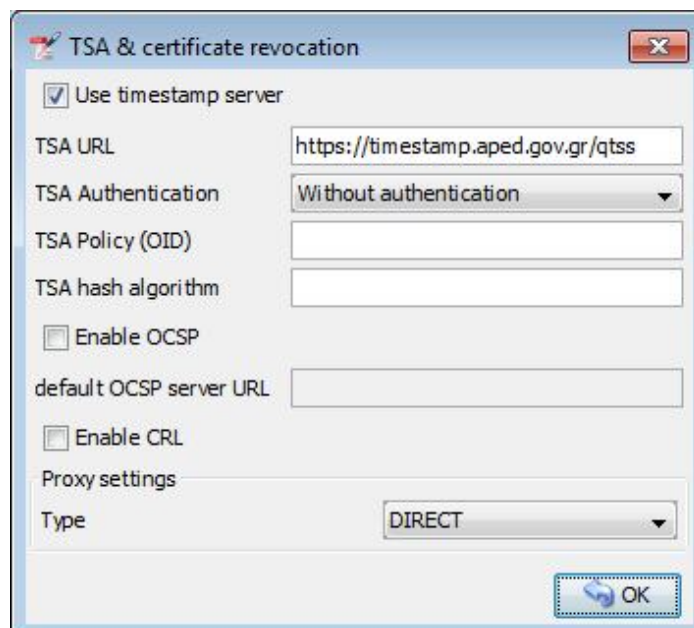 TSA & certificate revocation
Use timestamp server
TSA URL https://timestamp.aped.gov.gr/qtss
TSA Authentication Without authentication
TSA Policy (OID)
TSA hash algorithm
Enable OCSP
default OCSP server URL
Enable CRL
Proxy settings
Type DIRECT
OK